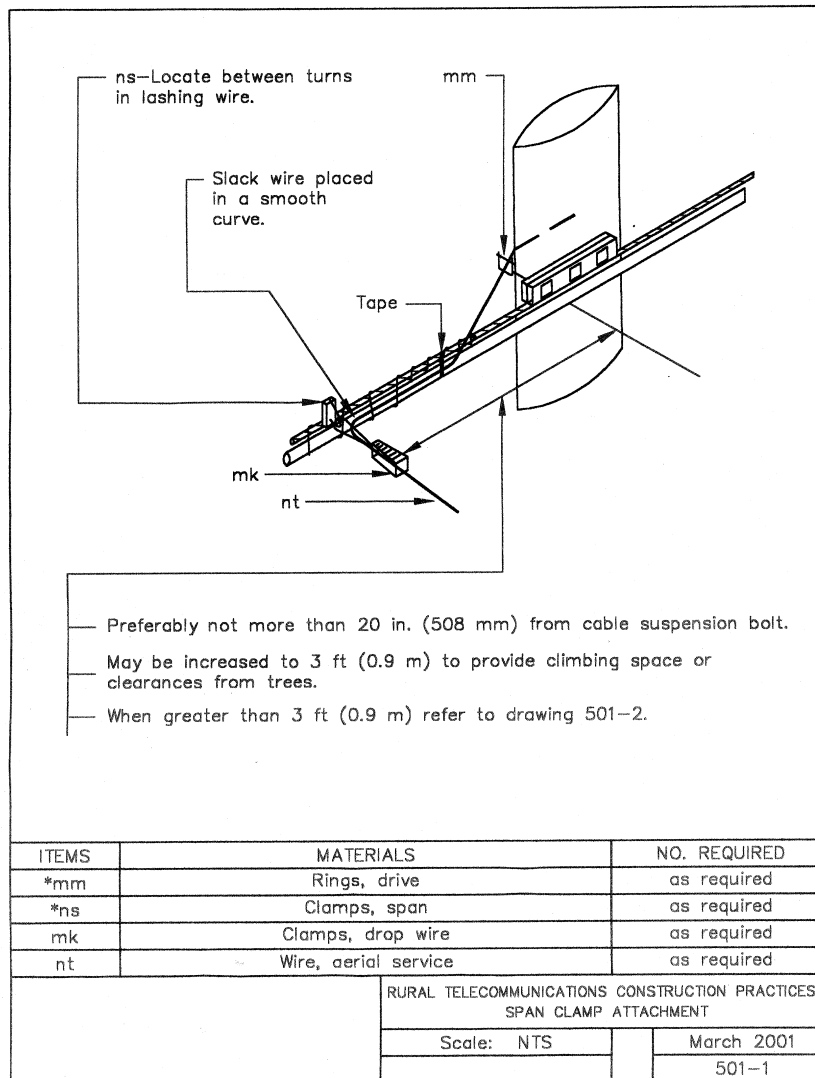 ns—Locate between turns
in lashing wire.
mm
Slack wire placed
in a smooth
curve.
Tape
mk
nt
Preferably not more than 20 in. (508 mm) from cable suspension bolt.
May be increased to 3 ft (0.9 m) to provide climbing space or
clearances from trees.
When greater than 3 ft (0.9 m) refer to drawing 501-2.
ITEMS MATERIALS NO. REQUIRED
*mm Rings, drive as required
*ns Clamps, span as required
mk Clamps, drop wire as required
nt Wire, aerial service as required
RURAL TELECOMMUNICATIONS CONSTRUCTION PRACTICES
SPAN CLAMP ATTACHMENT
Scale: NTS March 2001
501-1